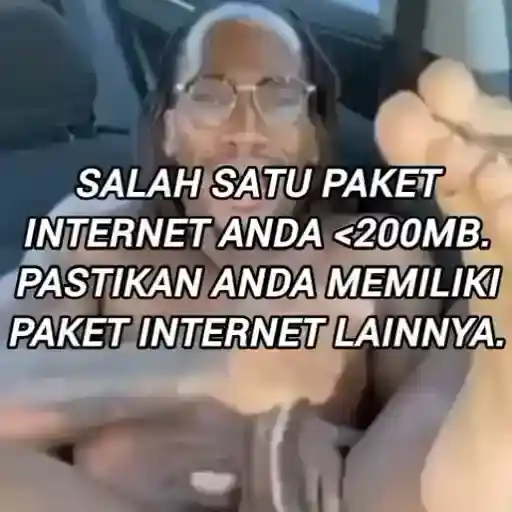 SALAH SATU PAKET
INTERNET ANDA <200MB.
PASTIKAN ANDA MEMILIKI
PAKET INTERNET LAINNYA.